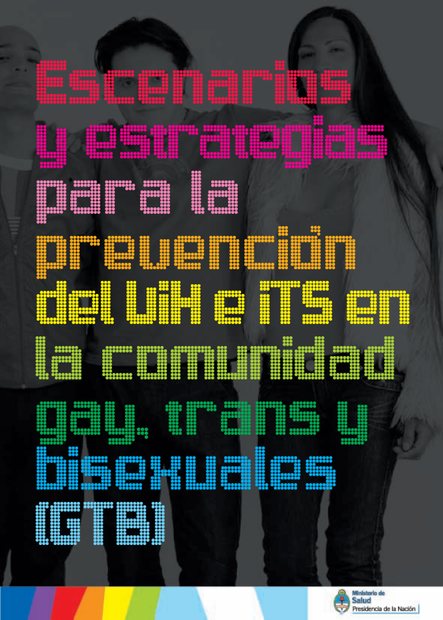 Escenarios
y estrategias
para la
prevención
del ViH e iTS en
la comunidad
gay, trans y
bisexuales
(GTB)
Ministerio de
Salud
Presidencia de la Nación